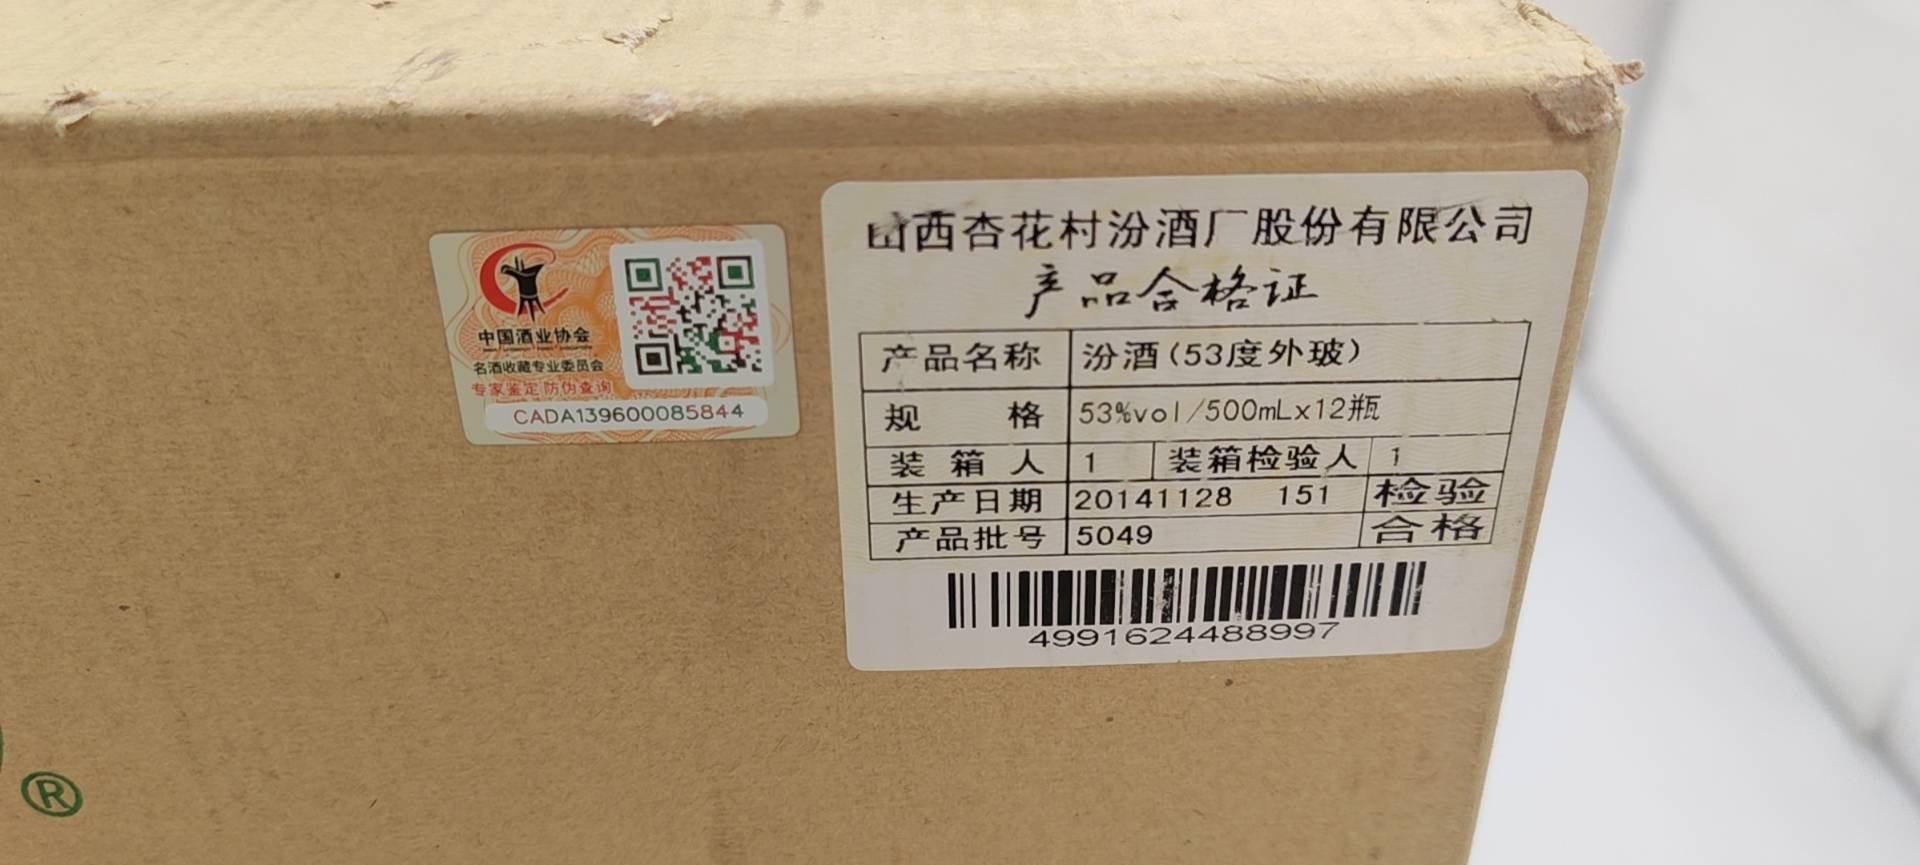 中国酒业协会
名酒收藏专业委员会
专家鉴定 防伪查询
CADA139600085844
山西杏花村汾酒厂股份有限公司
产品合格证
产品名称 汾酒(53度外玻)
规 格 53%vol/500mLx12瓶
装 箱 人 1 装箱检验人 1
生产日期 20141128 151 检验
产品批号 5049 合格
4991624488997
®